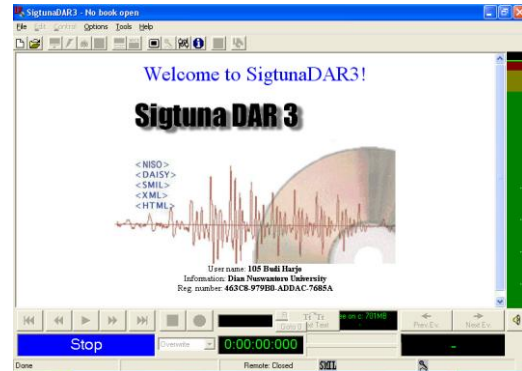 SigtunaDAR3 - No book open
File Edit Control Options Tools Help
Welcome to SigtunaDAR3!
Sigtuna DAR 3
<NISO>
<DAISY>
<SMIL>
<XML>
<HTML>
User name: 105 Budi Harjo
Information: Dian Nuswantoro University
Reg. number: 463C8-979B0-ADDAC-7685A
Prev Ev. Next Ev.
Stop Overwrite 0:00:00:000 -
Done Remote: Closed SMIL